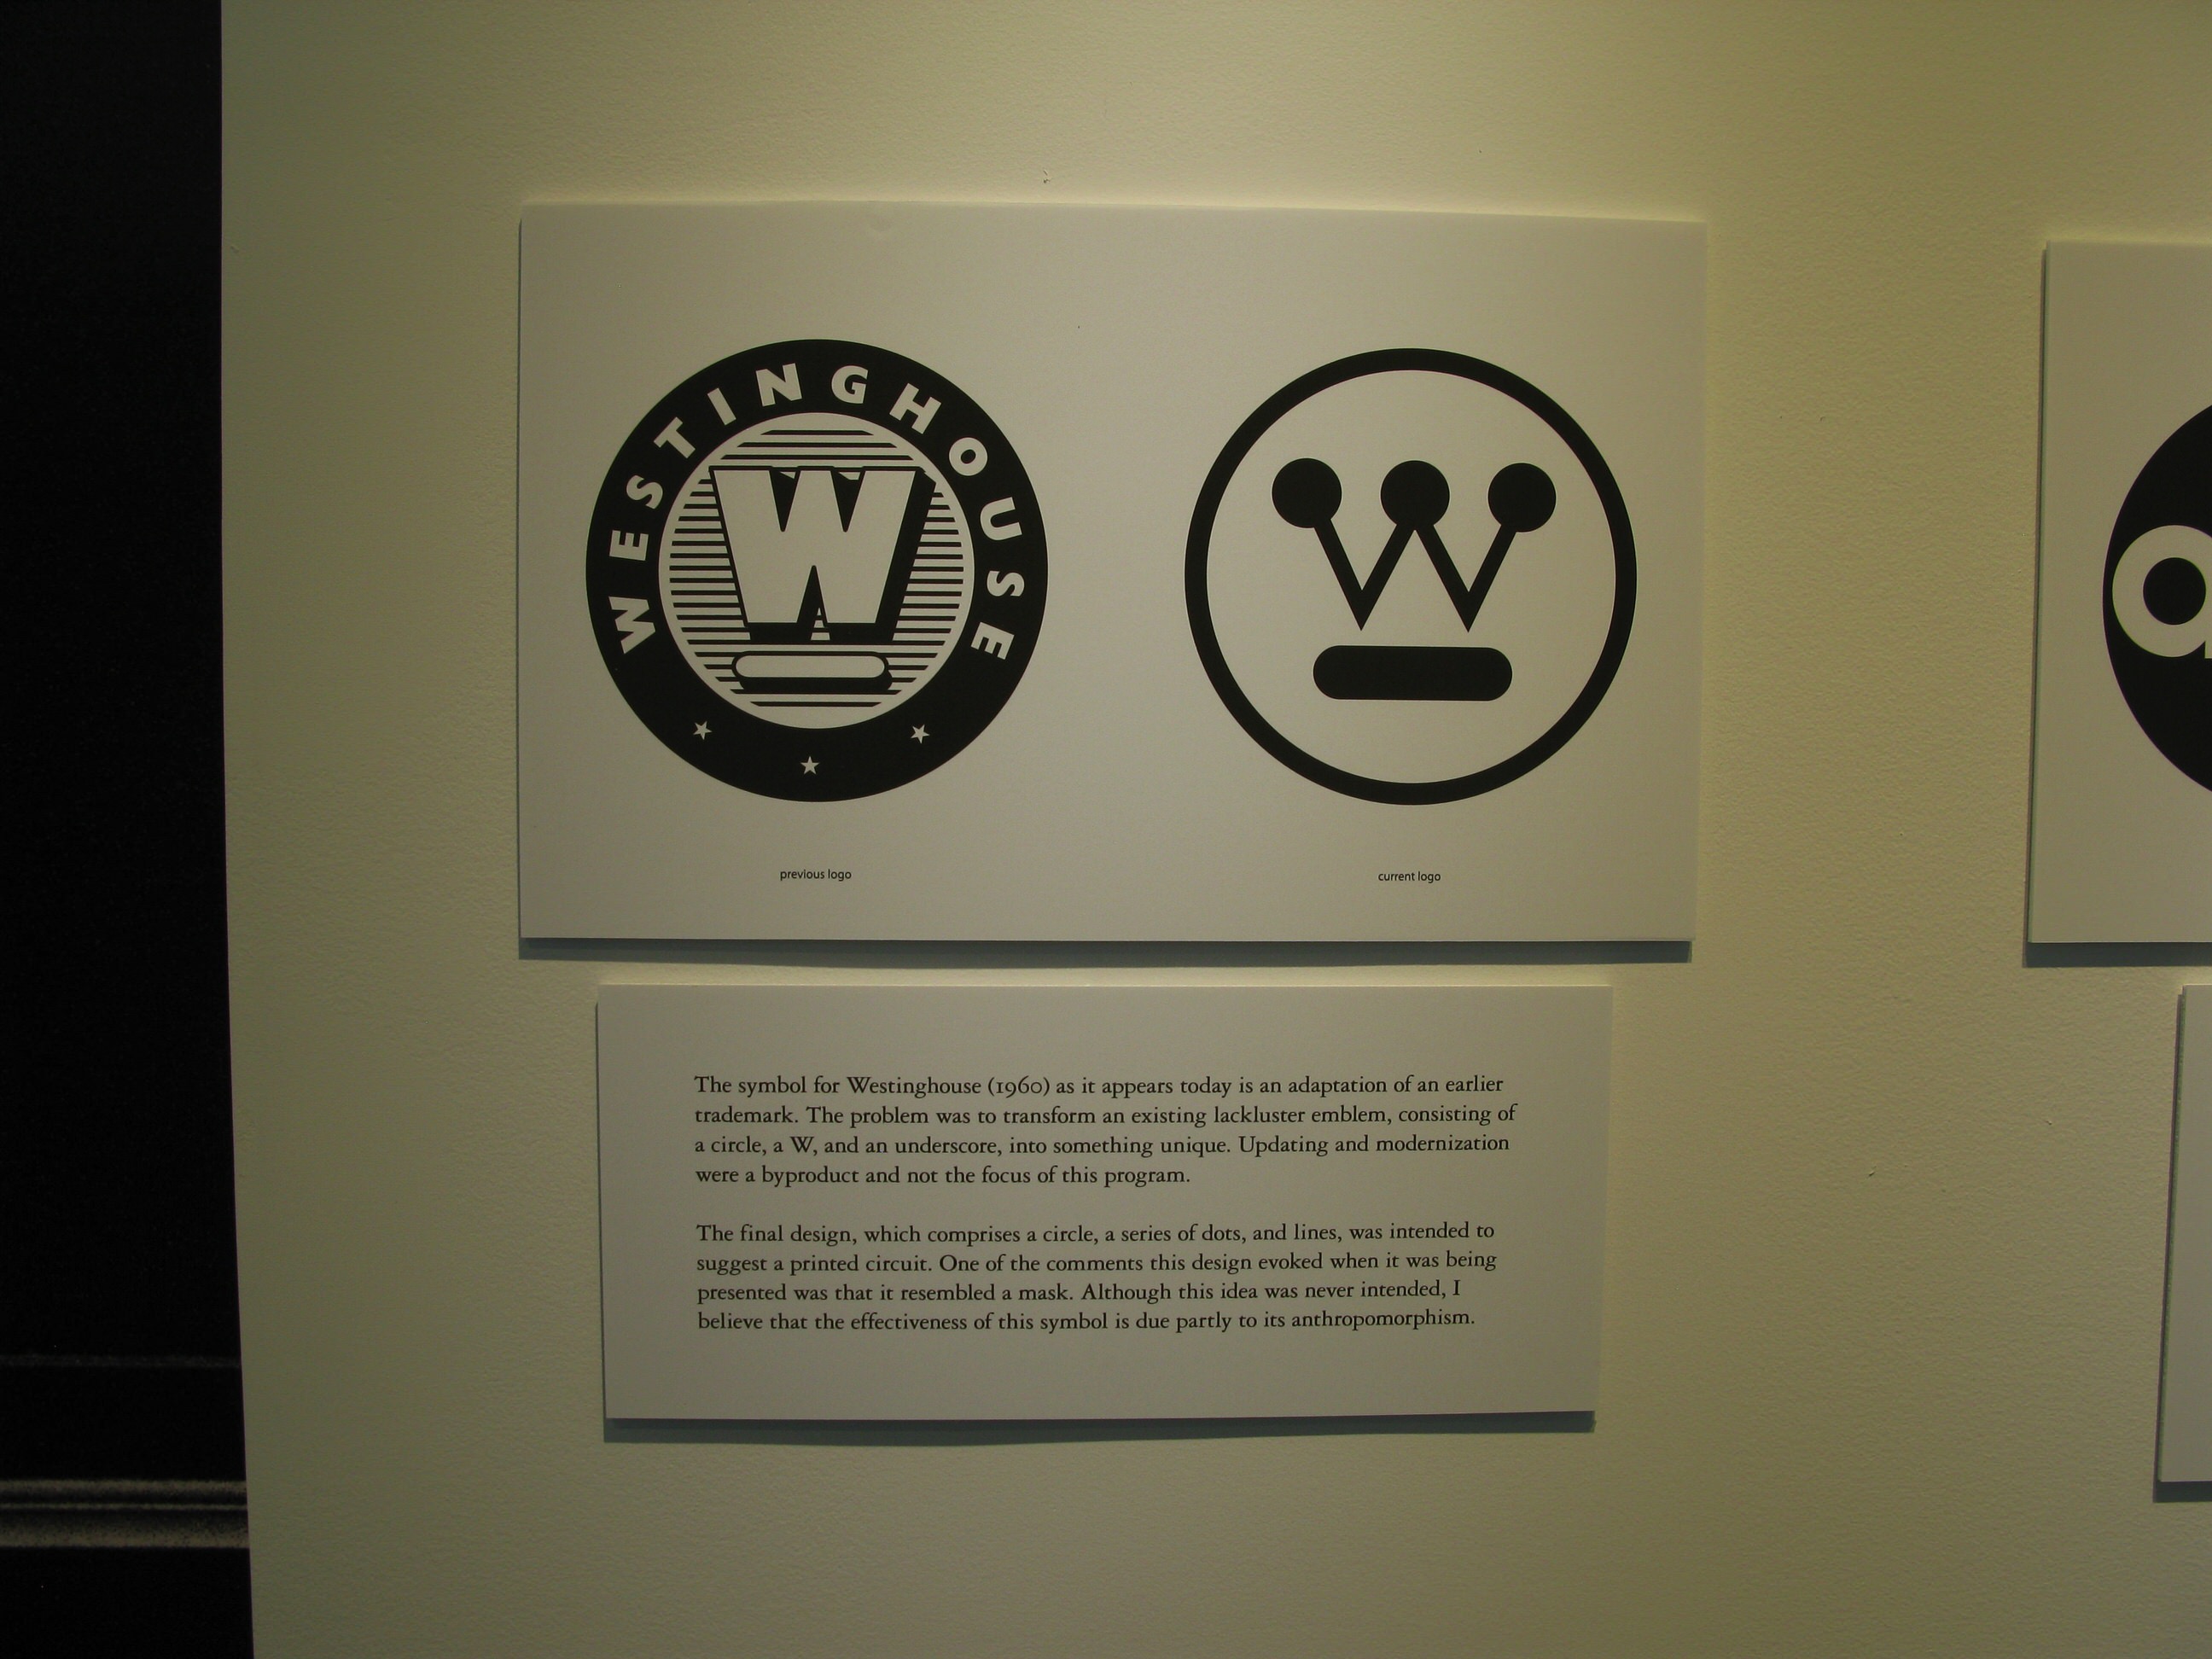 WESTINGHOUSE
W
W
previous logo
current logo
The symbol for Westinghouse (1960) as it appears today is an adaptation of an earlier
trademark. The problem was to transform an existing lackluster emblem, consisting of
a circle, a W, and an underscore, into something unique. Updating and modernization
were a byproduct and not the focus of this program.
The final design, which comprises a circle, a series of dots, and lines, was intended to
suggest a printed circuit. One of the comments this design evoked when it was being
presented was that it resembled a mask. Although this idea was never intended, I
believe that the effectiveness of this symbol is due partly to its anthropomorphism.
a